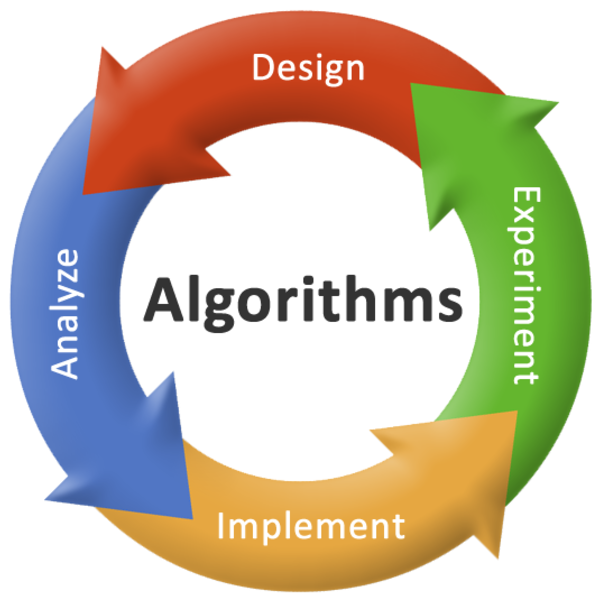 Design
Analyze
Algorithms
Experiment
Implement